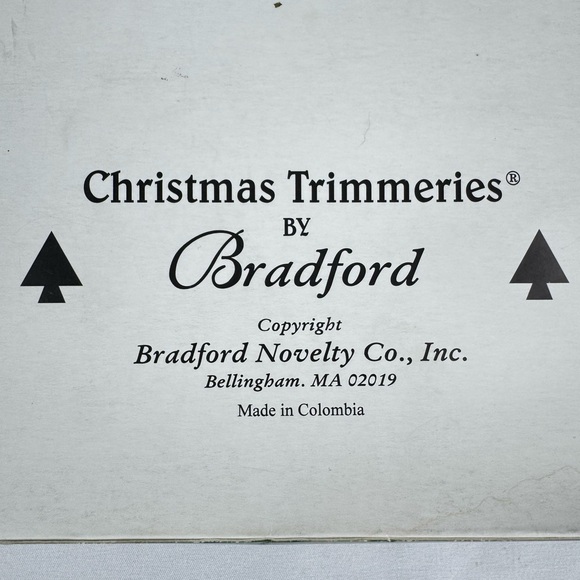 Christmas Trimmeries®
BY
Bradford
Copyright
Bradford Novelty Co., Inc.
Bellingham. MA 02019
Made in Colombia